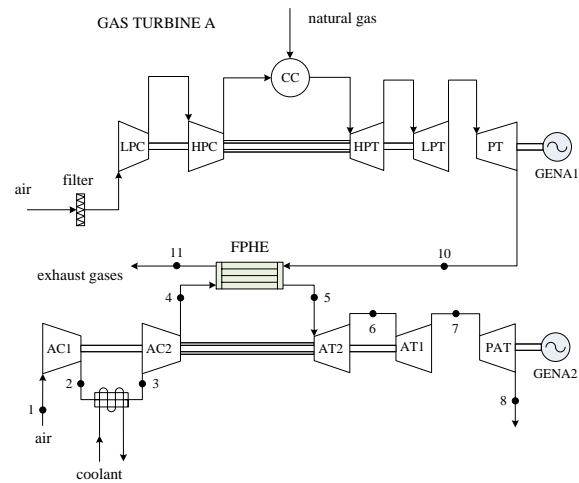 GAS TURBINE A
natural gas
CC
LPC
HPC
HPT
LPT
PT
GENA1
filter
air
FPHE
11
10
exhaust gases
4
5
6
7
AC1
AC2
AT2
AT1
PAT
GENA2
2
3
8
1
air
coolant